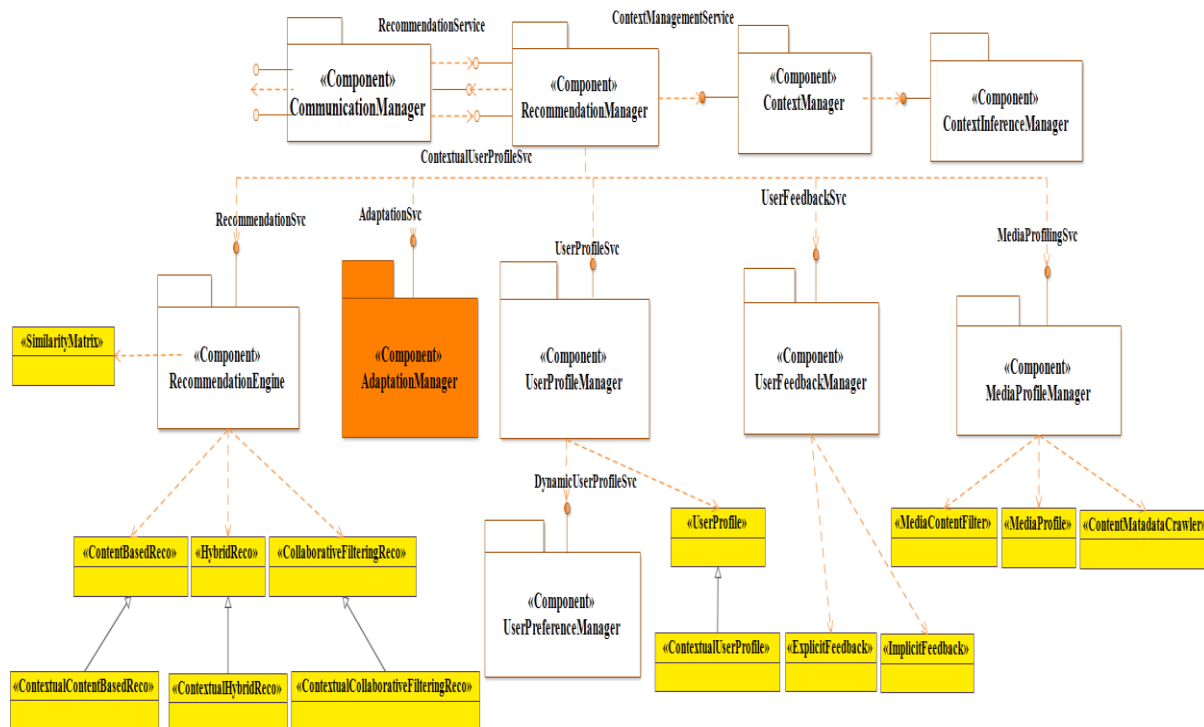 RecommendationService
ContextManagementService
«Component»
CommunicationManager
«Component»
RecommendationManager
«Component»
ContextManager
«Component»
ContextInferenceManager
ContextualUserProfileSvc
RecommendationSvc
AdaptationSvc
UserProfileSvc
UserFeedbackSvc
MediaProfilingSvc
«SimilarityMatrix»
«Component»
RecommendationEngine
«Component»
AdaptationManager
«Component»
UserProfileManager
«Component»
UserFeedbackManager
«Component»
MediaProfileManager
DynamicUserProfileSvc
«ContentBasedReco»
«HybridReco»
«CollaborativeFilteringReco»
«UserProfile»
«MediaContentFilter»
«MediaProfile»
«ContentMatadataCrawler»
«Component»
UserPreferenceManager
«ContextualUserProfile»
«ExplicitFeedback»
«ImplicitFeedback»
«ContextualContentBasedReco»
«ContextualHybridReco»
«ContextualCollaborativeFilteringReco»